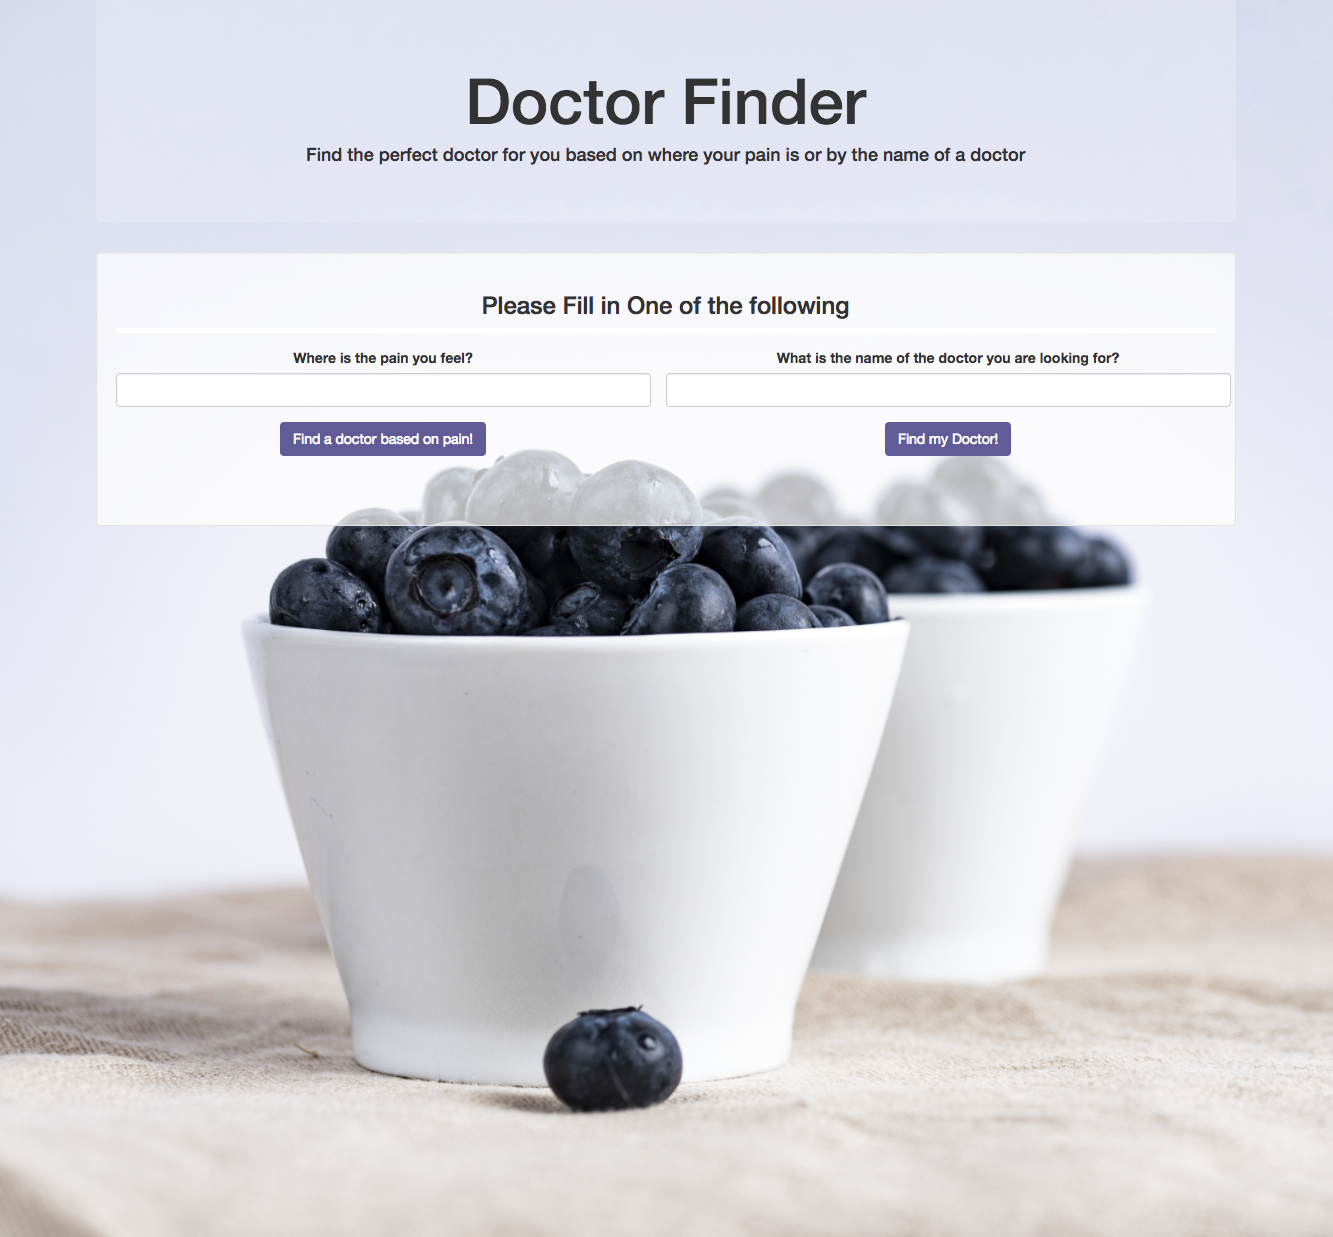 Doctor Finder
Find the perfect doctor for you based on where your pain is or by the name of a doctor
Please Fill in One of the following
Where is the pain you feel?
What is the name of the doctor you are looking for?
Find a doctor based on pain!
Find my Doctor!